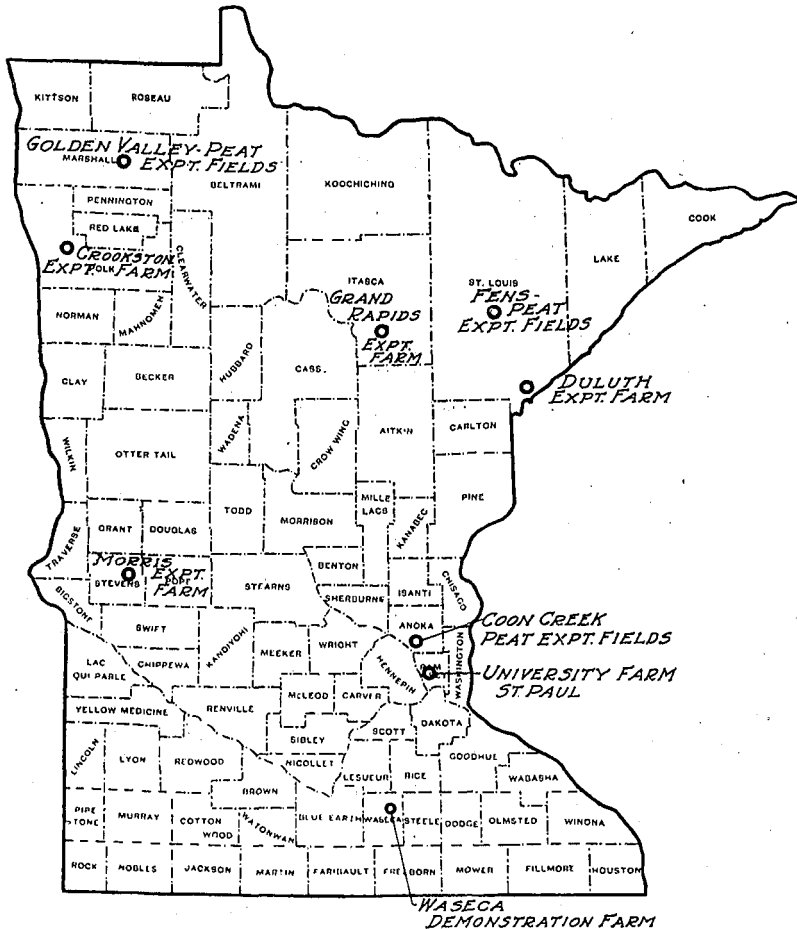 KITTSON
ROSEAU
GOLDEN VALLEY-PEAT
MARSHALL
EXPT. FIELDS
BELTRAMI
KOOCHICHING
PENNINGTON
RED LAKE
COOK
CROOKSTON
EXPT. FARM
POLK
CLEARWATER
LAKE
ITASCA
ST. LOUIS
GRAND
RAPIDS
EXPT.
FARM
FENS-
PEAT
EXPT. FIELDS
NORMAN
MAHNOMEN
HUBBARD
CASS
CLAY
BECKER
DULUTH
EXPT. FARM
WADENA
CROW WING
AITKIN
CARLTON
WILKIN
OTTER TAIL
PINE
TODD
MORRISON
MILLE
LACS
KANABEC
GRANT
DOUGLAS
TRAVERSE
MORRIS
EXPT.
FARM
STEVENS
POPE
STEARNS
BENTON
SHERBURNE
ISANTI
CHISAGO
BIGSTONE
SWIFT
KANDIYOHI
MEEKER
WRIGHT
ANOKA
COON CREEK
PEAT EXPT. FIELDS
HENNEPIN
RAM
WASHINGTON
UNIVERSITY FARM
ST. PAUL
LAC
QUI PARLE
CHIPPEWA
YELLOW MEDICINE
RENVILLE
MCLEOD
CARVER
SCOTT
DAKOTA
SIBLEY
LINCOLN
LYON
REDWOOD
NICOLLET
LESUEUR
RICE
GOODHUE
WABASHA
BROWN
PIPE
TONE
MURRAY
COTTON
WOOD
WATONWAN
BLUE EARTH
WASECA
STEELE
DODGE
OLMSTED
WINONA
ROCK
NOBLES
JACKSON
MARTIN
FARIBAULT
FREEBORN
MOWER
FILLMORE
HOUSTON
WASECA
DEMONSTRATION FARM